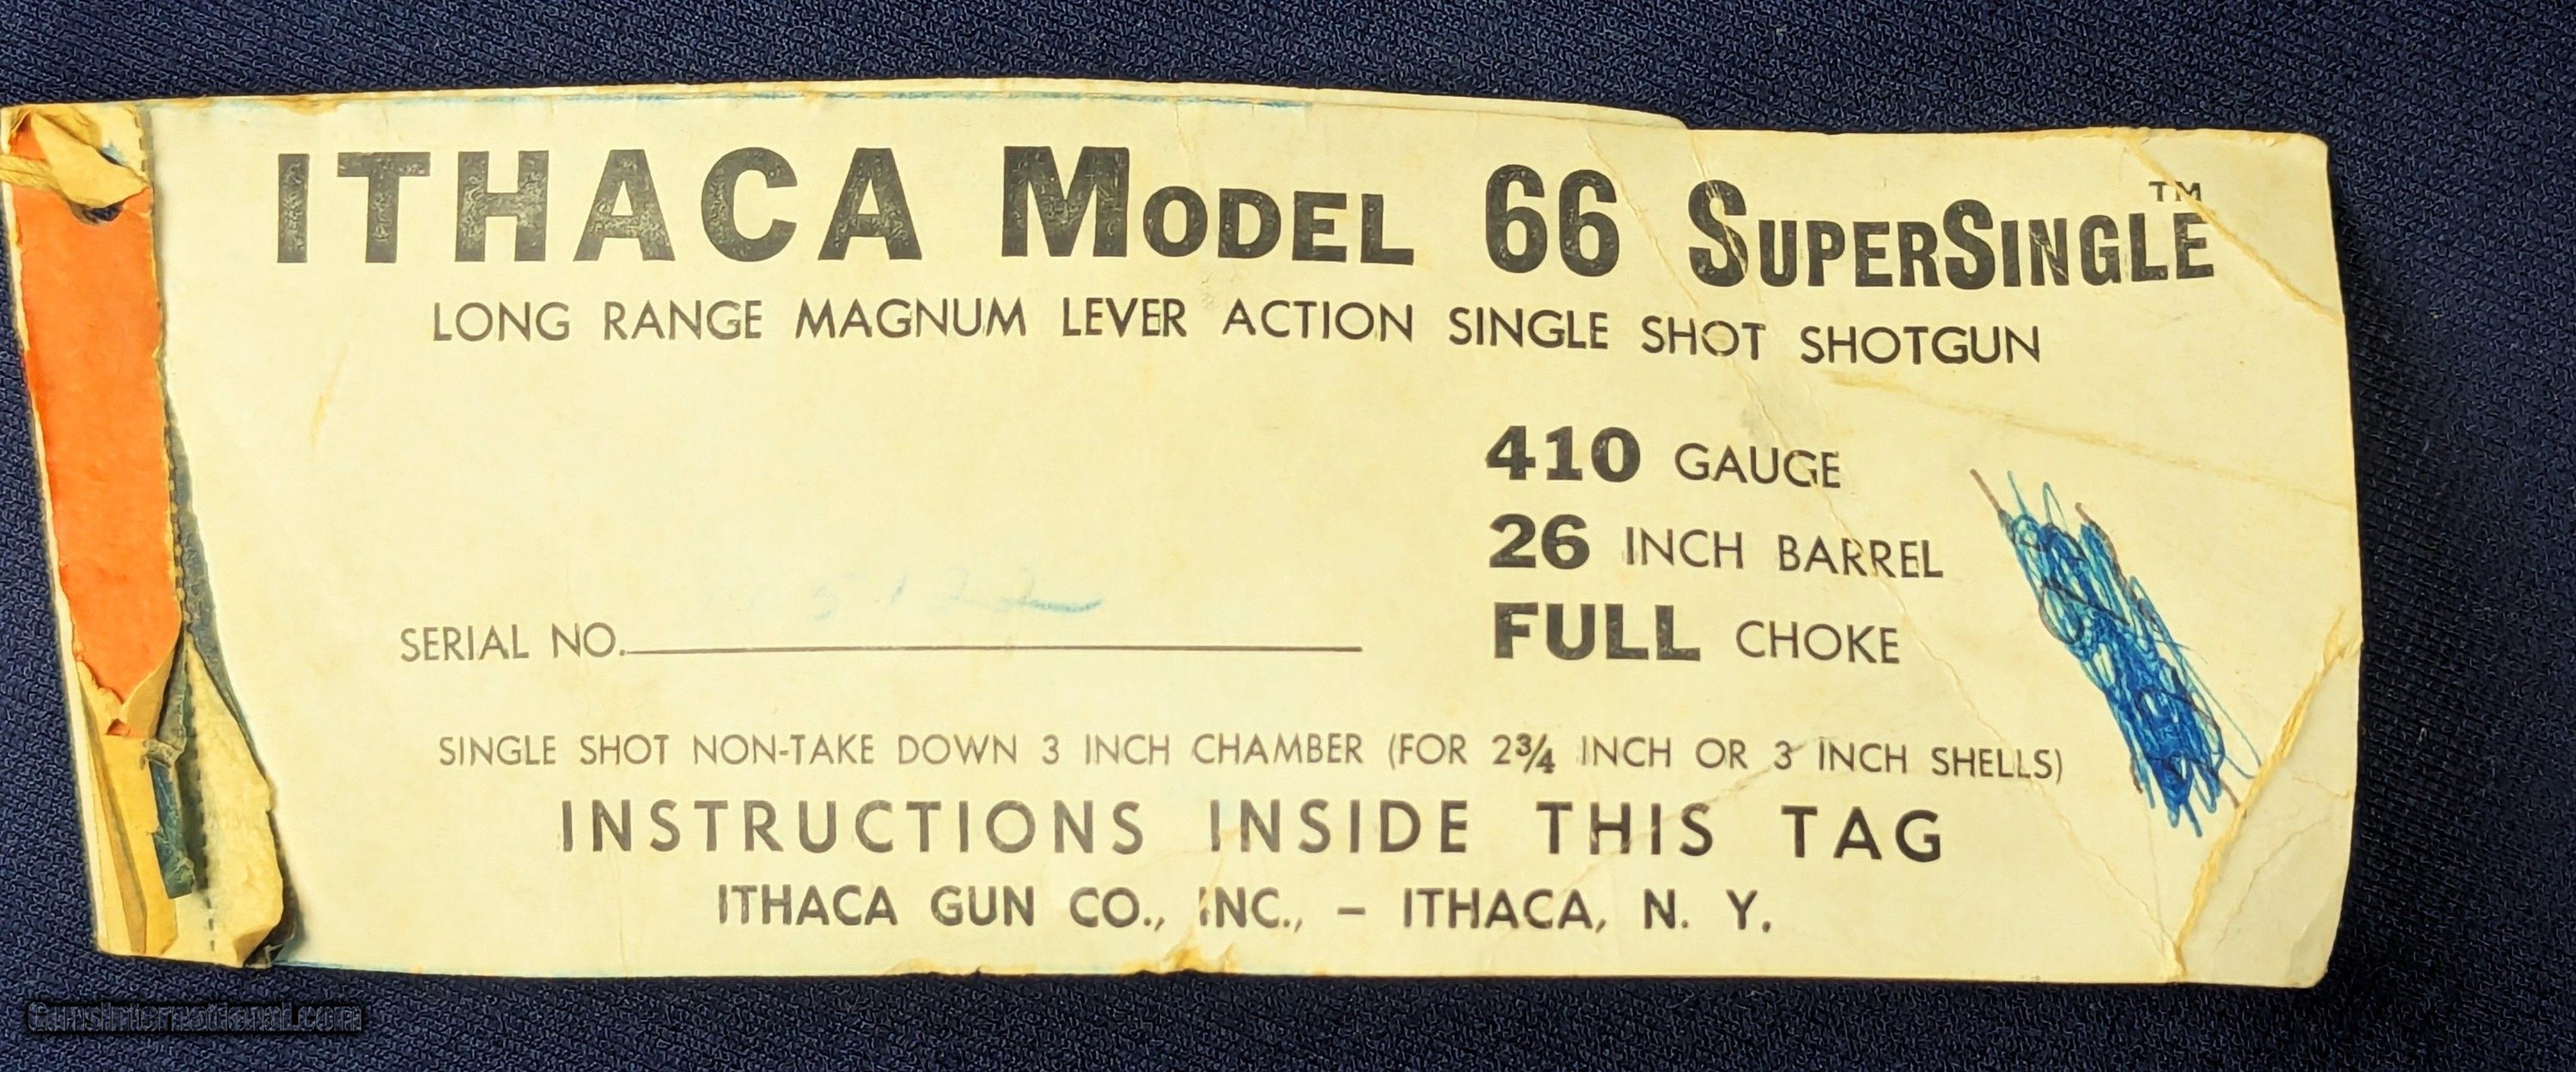 ITHACA MODEL 66 SUPERSINGLE™
LONG RANGE MAGNUM LEVER ACTION SINGLE SHOT SHOTGUN
410 GAUGE
26 INCH BARREL
SERIAL NO.
FULL CHOKE
SINGLE SHOT NON-TAKE DOWN 3 INCH CHAMBER (FOR 2¾ INCH OR 3 INCH SHELLS)
INSTRUCTIONS INSIDE THIS TAG
ITHACA GUN CO., INC., – ITHACA, N. Y.
GunsInternational.com